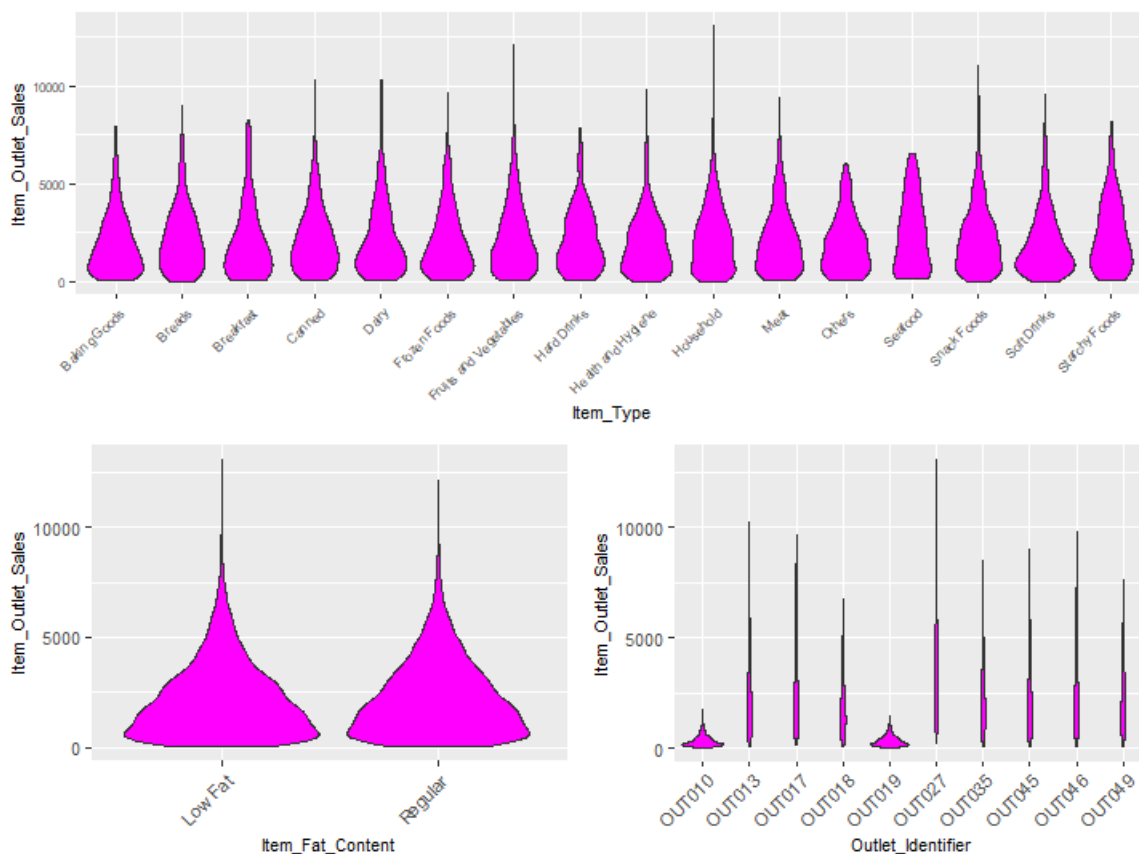 Item_Outlet_Sales
10000
5000
0
Baking Goods
Breads
Breakfast
Canned
Dairy
Frozen Foods
Fruits and Vegetables
Hard Drinks
Health and Hygiene
Household
Meat
Others
Seafood
Snack Foods
Soft Drinks
Starchy Foods
Item_Type
Item_Outlet_Sales
10000
5000
0
Low Fat
Regular
Item_Fat_Content
Item_Outlet_Sales
10000
5000
0
OUT010
OUT013
OUT017
OUT018
OUT019
OUT027
OUT035
OUT045
OUT046
OUT049
Outlet_Identifier